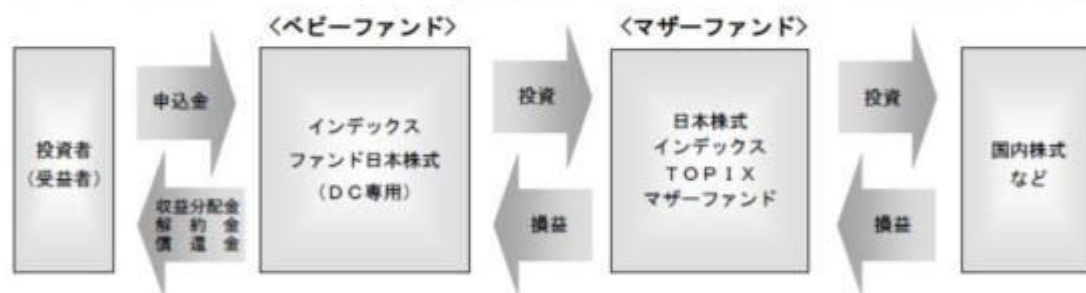 〈ベビーファンド〉
〈マザーファンド〉
投資者
（受益者）
申込金
収益分配金
解約金
償還金
インデックス
ファンド日本株式
（ＤＣ専用）
投資
損益
日本株式
インデックス
ＴＯＰＩＸ
マザーファンド
投資
損益
国内株式
など